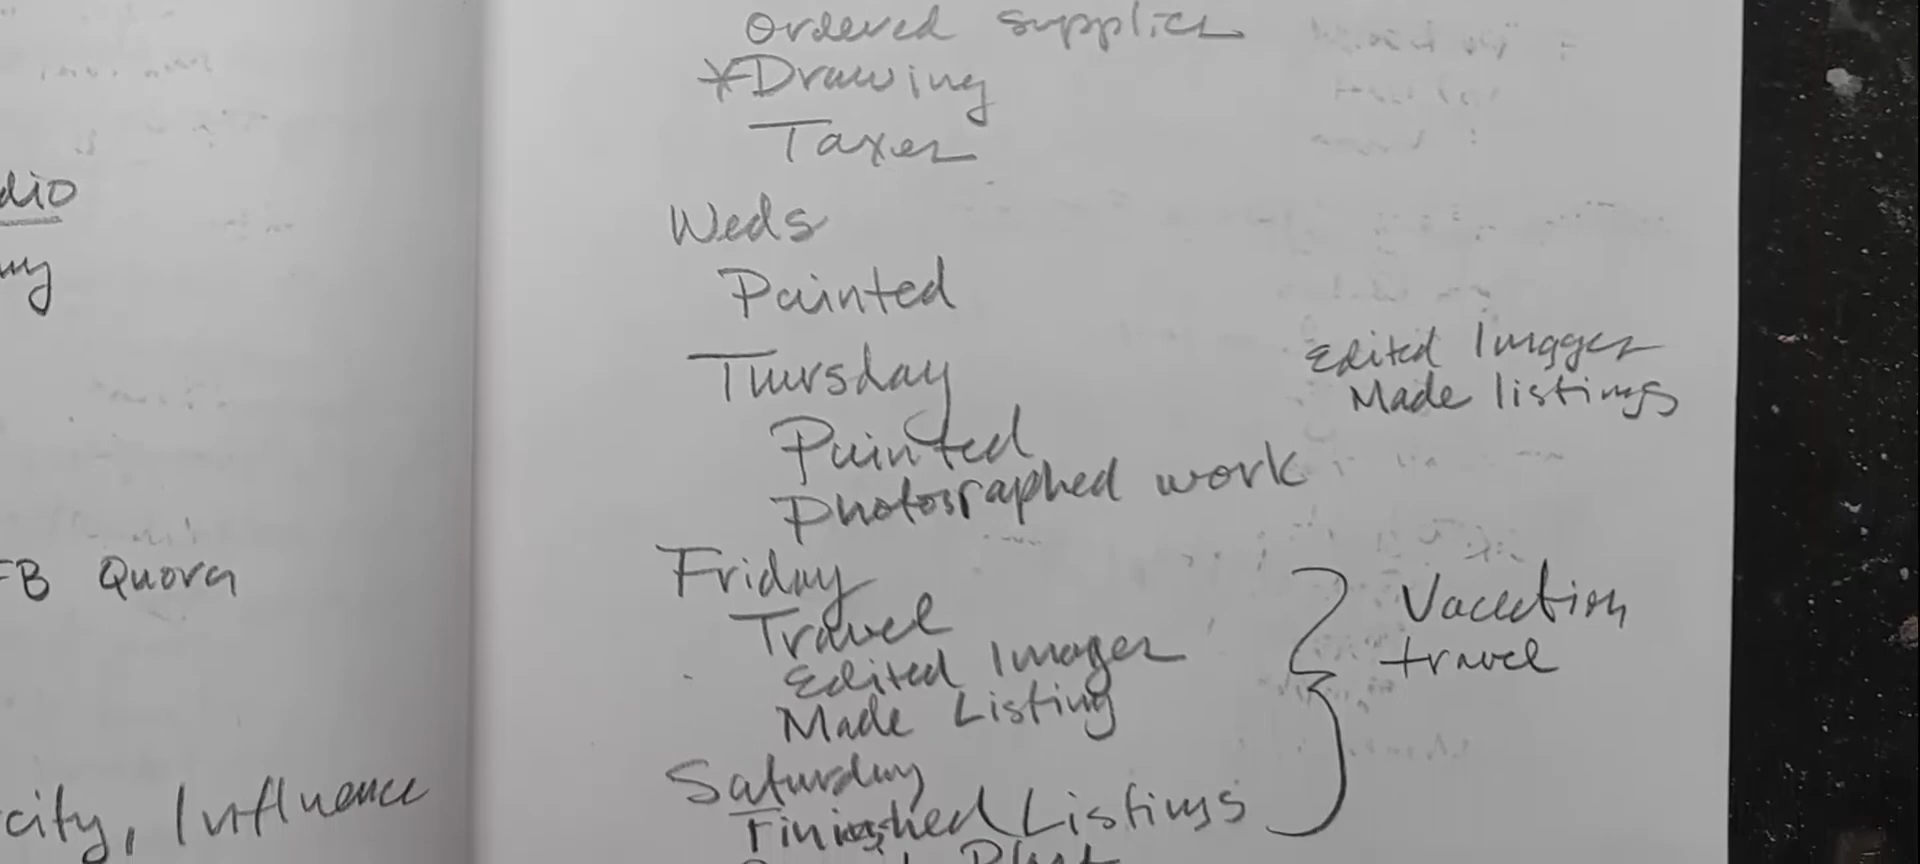 dio
FB Quora
city, Influence
Ordered supplies
*Drawing
Taxes
Weds
Painted
Thursday
Painted
Photographed work
Edited Images
Made listings
Friday
Travel
Edited Images
Made Listing
Vacation
travel
Saturday
Finished Listings